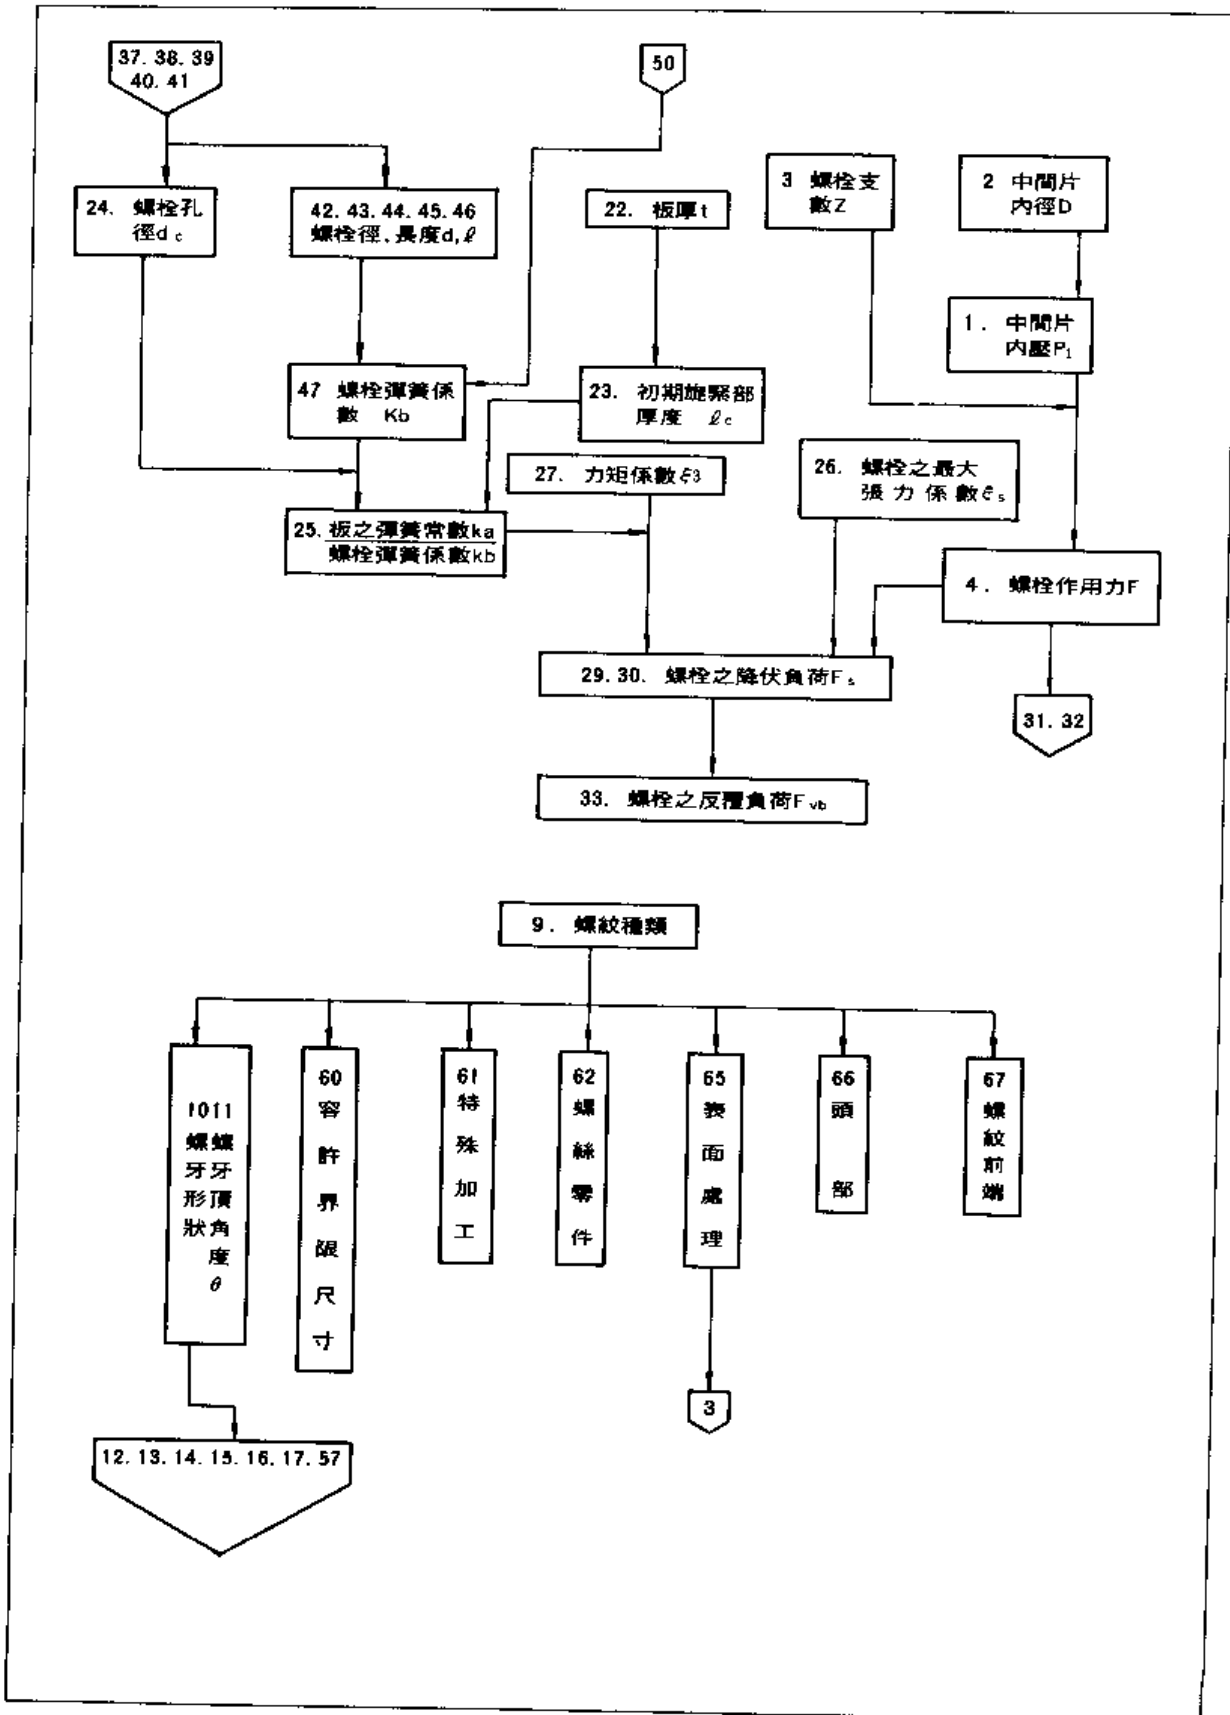 37. 38. 39
40. 41
50
24. 螺栓孔
徑dc
42. 43. 44. 45. 46
螺栓徑、長度d,ℓ
22. 板厚t
3 螺栓支
數Z
2 中間片
內徑D
1. 中間片
內壓P1
47 螺栓彈簧係
數 Kb
23. 初期旋緊部
厚度 ℓc
27. 力矩係數ξ3
26. 螺栓之最大
張力係數ξs
25. 板之彈簧常數ka
螺栓彈簧係數kb
4. 螺栓作用力F
29. 30. 螺栓之降伏負荷Fs
31. 32
33. 螺栓之反覆負荷Fvb
9. 螺紋種類
10 螺牙形狀
11 螺牙頂角度θ
60 容許界限尺寸
61 特殊加工
62 螺絲零件
65 表面處理
66 頭部
67 螺紋前端
3
12. 13. 14. 15. 16. 17. 57